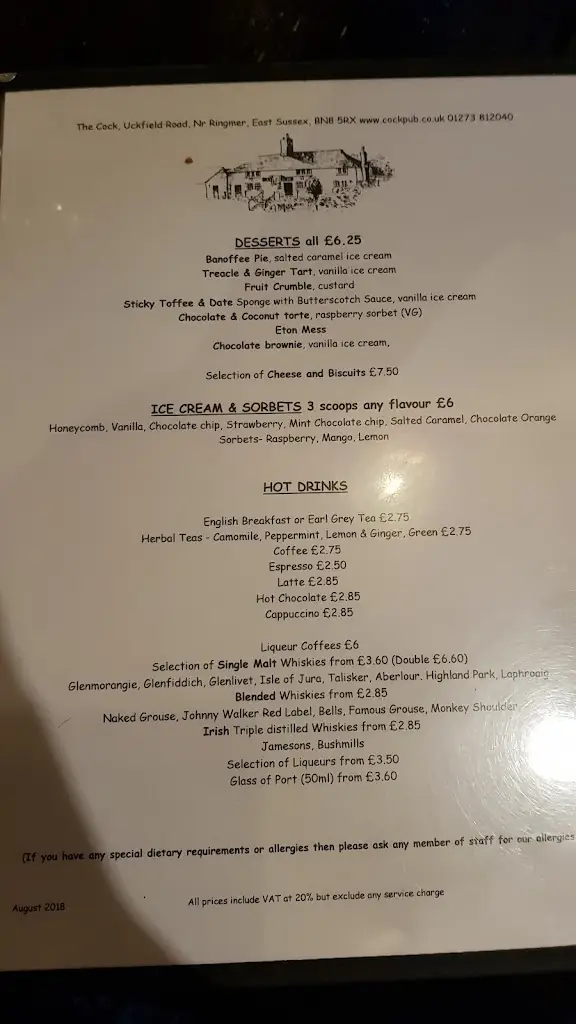 The Cock, Uckfield Road, Nr Ringmer, East Sussex, BN8 5RX www.cockpub.co.uk 01273 812040
DESSERTS all £6.25
Banoffee Pie, salted caramel ice cream
Treacle & Ginger Tart, vanilla ice cream
Fruit Crumble, custard
Sticky Toffee & Date Sponge with Butterscotch Sauce, vanilla ice cream
Chocolate & Coconut torte, raspberry sorbet (VG)
Eton Mess
Chocolate brownie, vanilla ice cream,
Selection of Cheese and Biscuits £7.50
ICE CREAM & SORBETS 3 scoops any flavour £6
Honeycomb, Vanilla, Chocolate chip, Strawberry, Mint Chocolate chip, Salted Caramel, Chocolate Orange
Sorbets- Raspberry, Mango, Lemon
HOT DRINKS
English Breakfast or Earl Grey Tea £2.75
Herbal Teas - Camomile, Peppermint, Lemon & Ginger, Green £2.75
Coffee £2.75
Espresso £2.50
Latte £2.85
Hot Chocolate £2.85
Cappuccino £2.85
Liqueur Coffees £6
Selection of Single Malt Whiskies from £3.60 (Double £6.60)
Glenmorangie, Glenfiddich, Glenlivet, Isle of Jura, Talisker, Aberlour. Highland Park, Laphroaig
Blended Whiskies from £2.85
Naked Grouse, Johnny Walker Red Label, Bells, Famous Grouse, Monkey Shoulder
Irish Triple distilled Whiskies from £2.85
Jamesons, Bushmills
Selection of Liqueurs from £3.50
Glass of Port (50ml) from £3.60
(If you have any special dietary requirements or allergies then please ask any member of staff for our allergies
All prices include VAT at 20% but exclude any service charge
August 2018